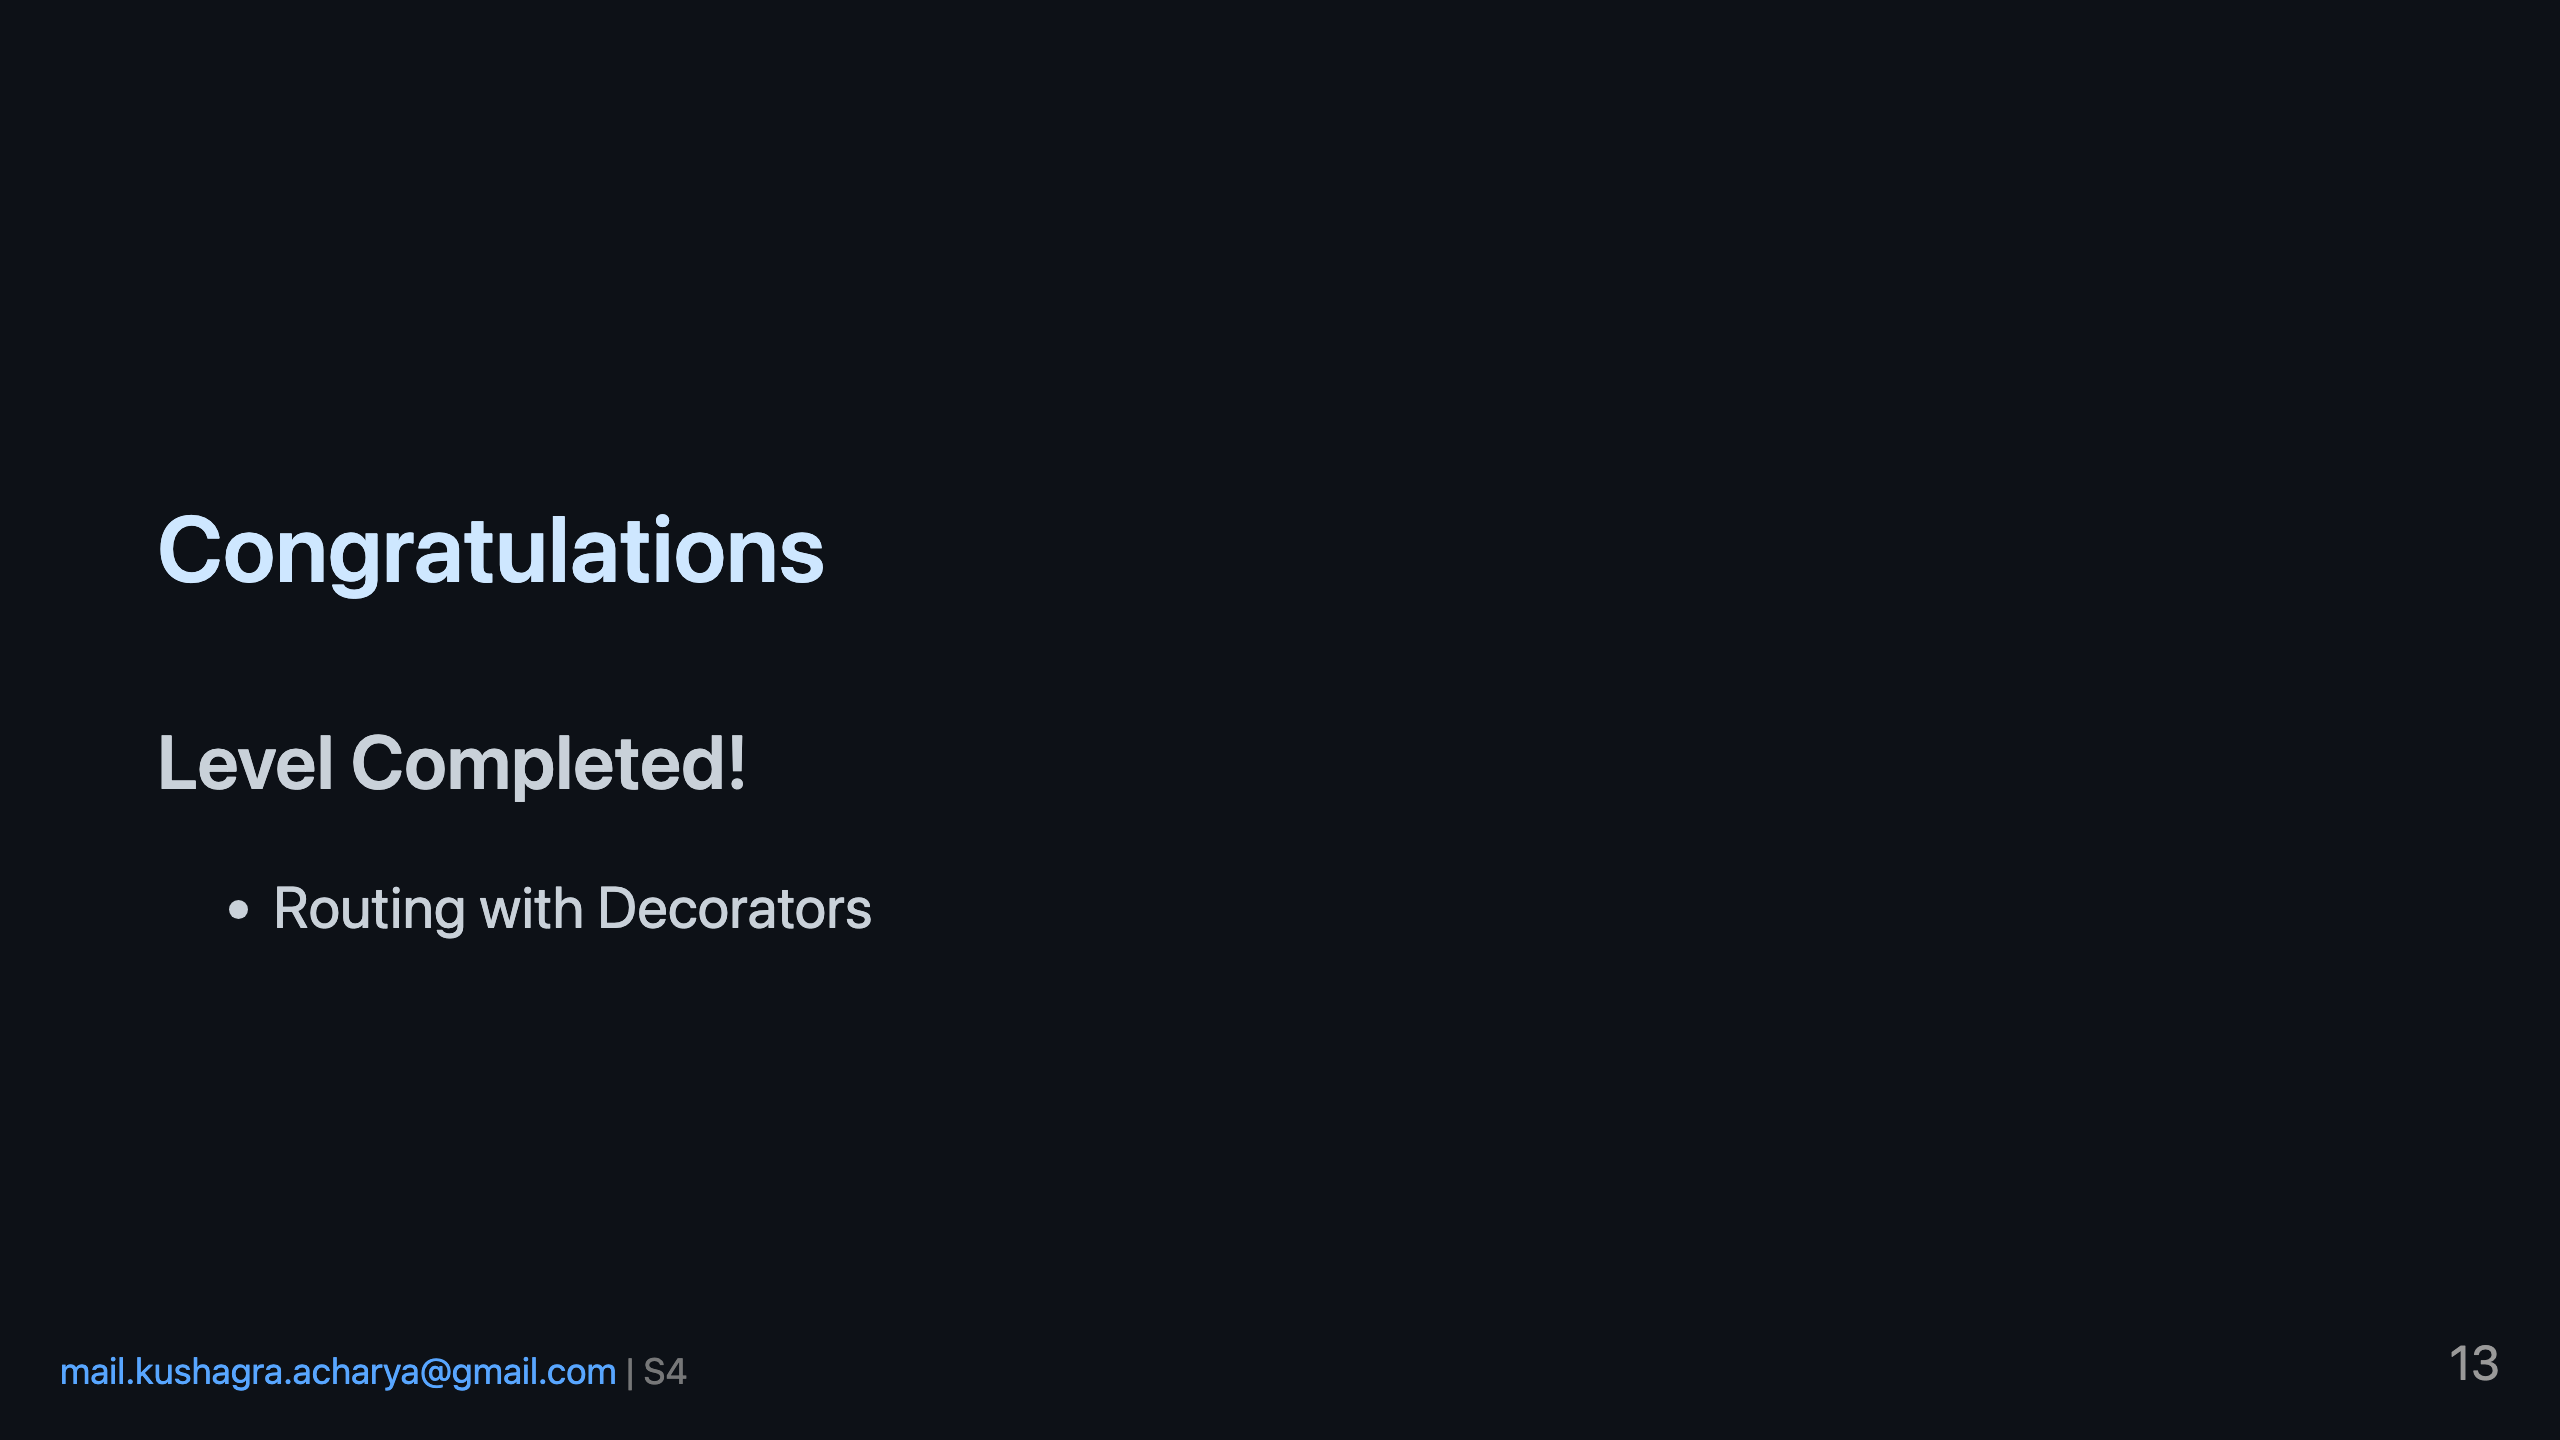 Congratulations
Level Completed!
• Routing with Decorators
mail.kushagra.acharya@gmail.com | S4
13